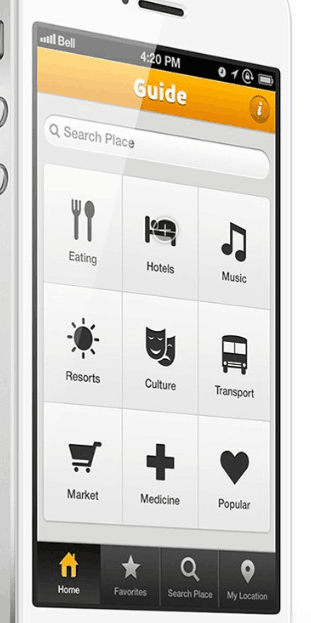 Bell
4:20 PM
Guide
i
Search Place
Eating
Hotels
Music
Resorts
Culture
Transport
Market
Medicine
Popular
Home
Favorites
Search Place
My Location